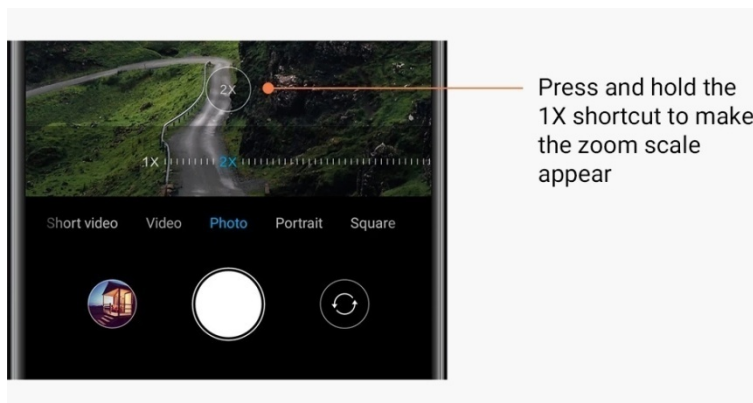 2X
Press and hold the
1X shortcut to make
the zoom scale
appear
1X 2X
Short video Video Photo Portrait Square